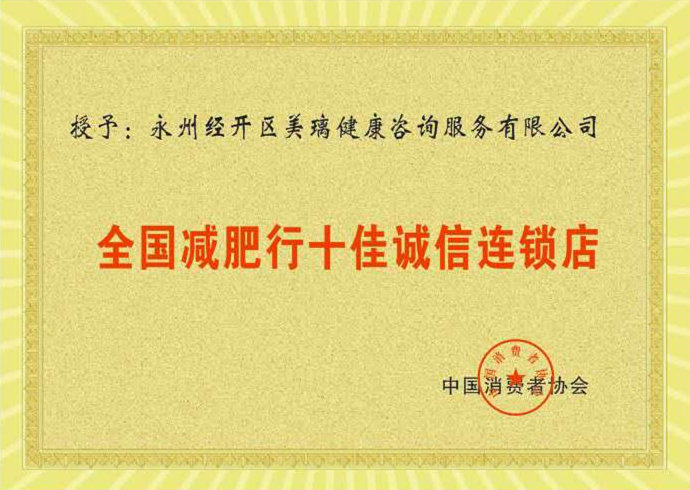 授予：永州经开区美璃健康咨询服务有限公司
全国减肥行十佳诚信连锁店
中国消费者协会